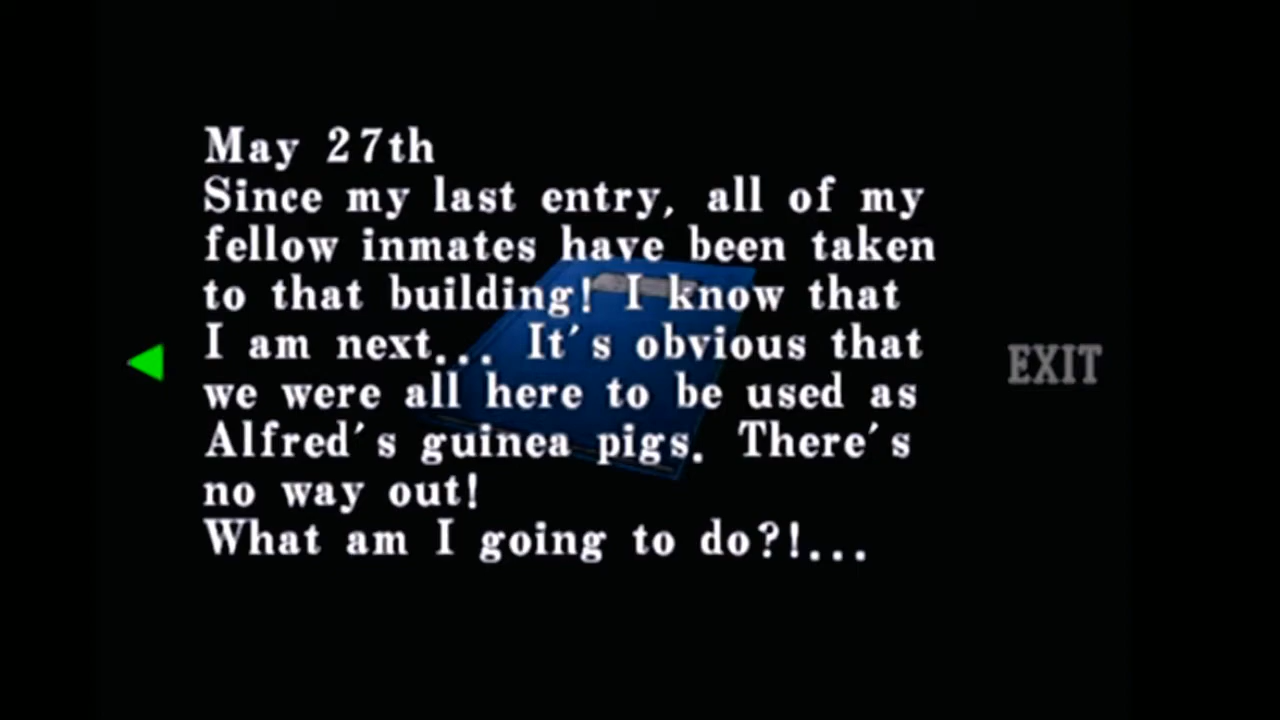 May 27th
Since my last entry, all of my
fellow inmates have been taken
to that building! I know that
I am next... It's obvious that
we were all here to be used as
Alfred's guinea pigs. There's
no way out!
What am I going to do?!...
EXIT